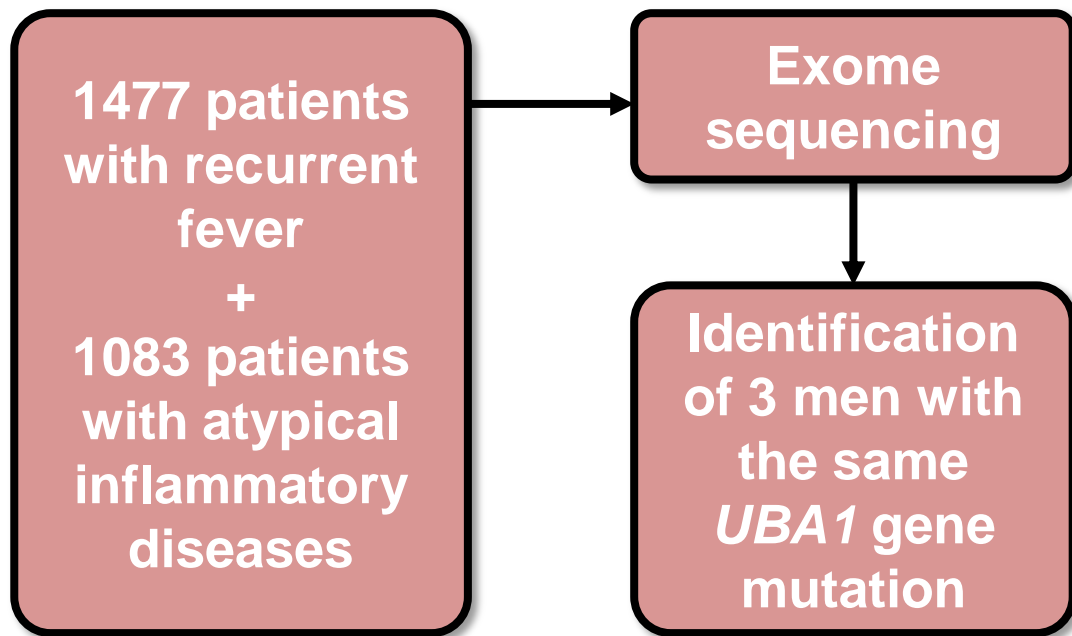 1477 patients
with recurrent
fever
+
1083 patients
with atypical
inflammatory
diseases
Exome
sequencing
Identification
of 3 men with
the same
UBA1 gene
mutation